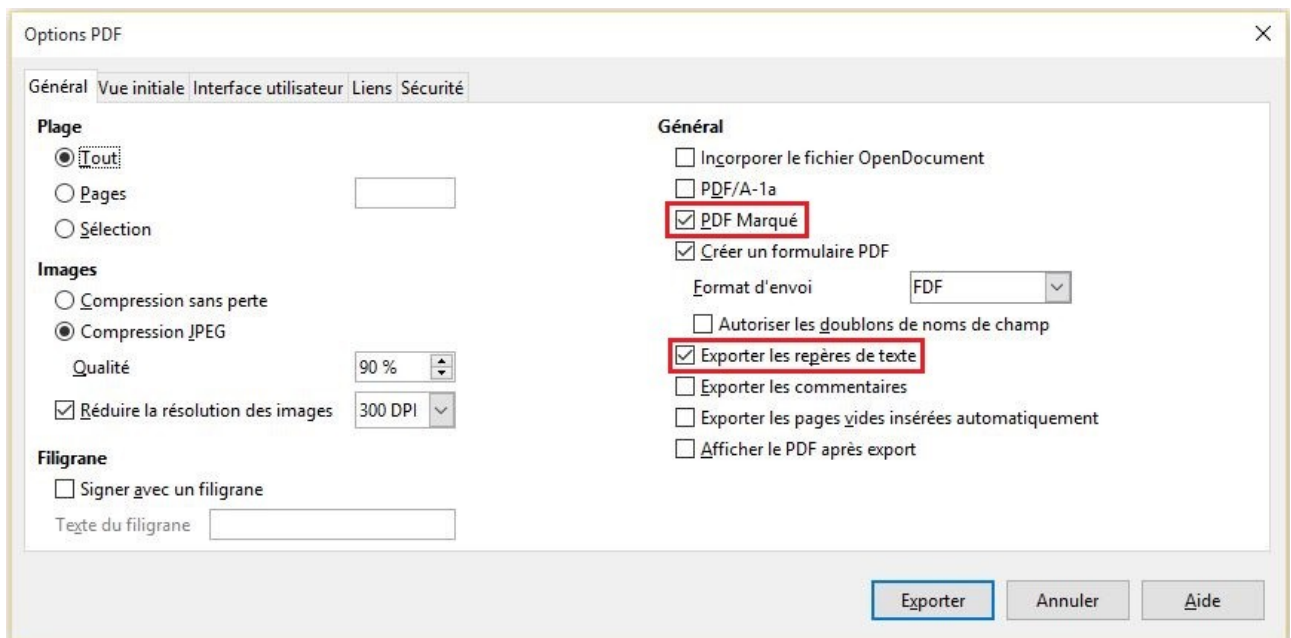 Options PDF
Général Vue initiale Interface utilisateur Liens Sécurité
Plage
Tout
Pages
Sélection
Images
Compression sans perte
Compression JPEG
Qualité 90 %
Réduire la résolution des images 300 DPI
Filigrane
Signer avec un filigrane
Texte du filigrane
Général
Incorporer le fichier OpenDocument
PDF/A-1a
PDF Marqué
Créer un formulaire PDF
Format d'envoi FDF
Autoriser les doublons de noms de champ
Exporter les repères de texte
Exporter les commentaires
Exporter les pages vides insérées automatiquement
Afficher le PDF après export
Exporter Annuler Aide